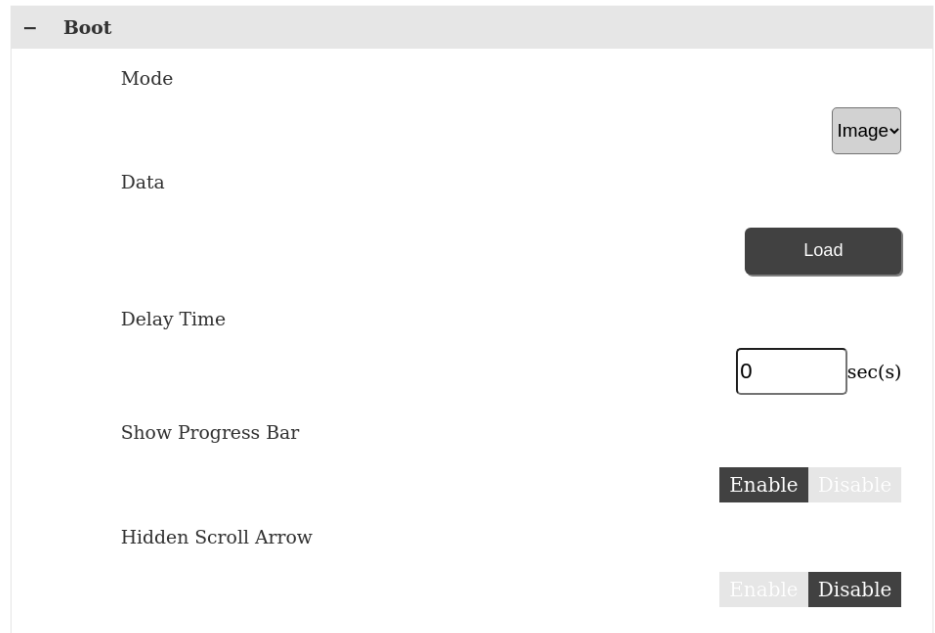 − Boot
Mode
Image
Data
Load
Delay Time
0 sec(s)
Show Progress Bar
Enable Disable
Hidden Scroll Arrow
Enable Disable